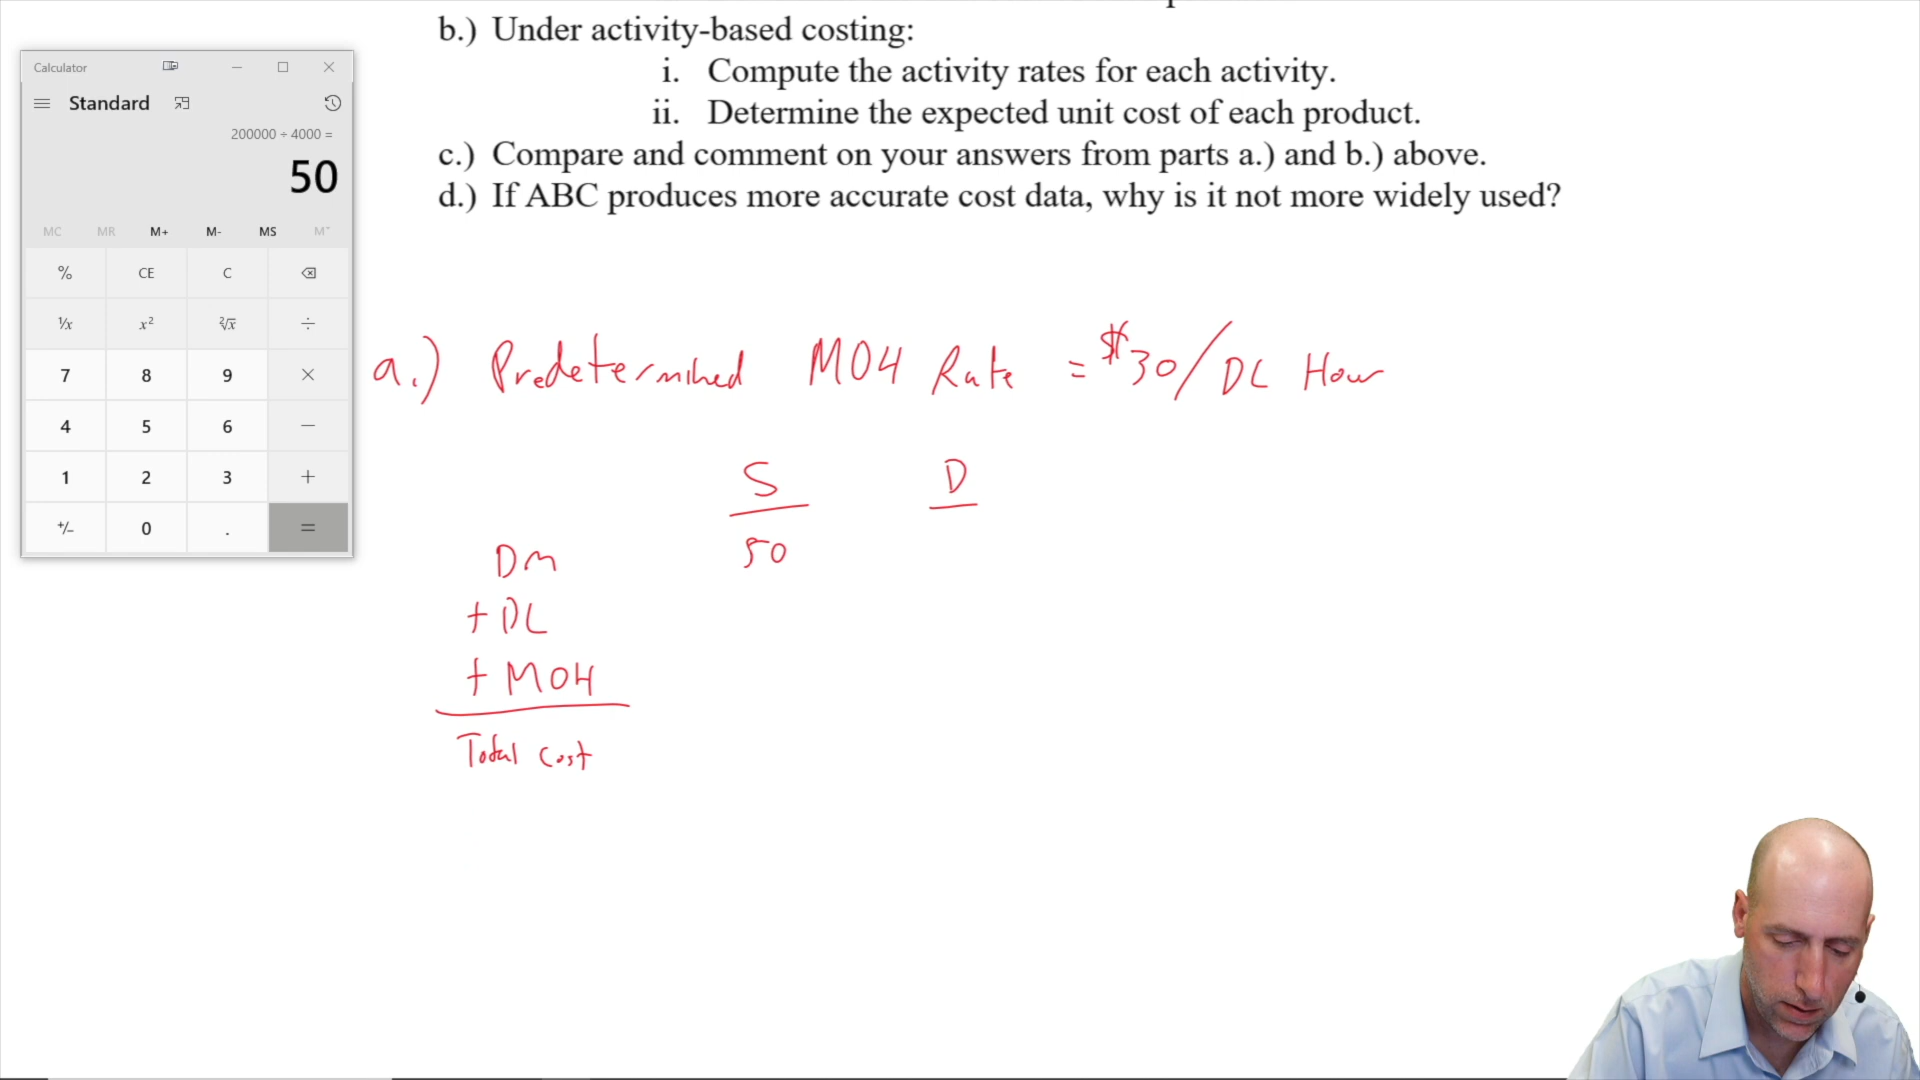 b.) Under activity-based costing:
i. Compute the activity rates for each activity.
ii. Determine the expected unit cost of each product.
c.) Compare and comment on your answers from parts a.) and b.) above.
d.) If ABC produces more accurate cost data, why is it not more widely used?
Calculator
Standard
200000 ÷ 4000 =
50
MC MR M+ M- MS M˅
% CE C
⅟x x² ²√x ÷
7 8 9 ×
4 5 6 −
1 2 3 +
+/− 0 . =
a.) Predetermined MOH Rate = $30/DL Hour
S D
DM 50
+ DL
+ MOH
Total Cost